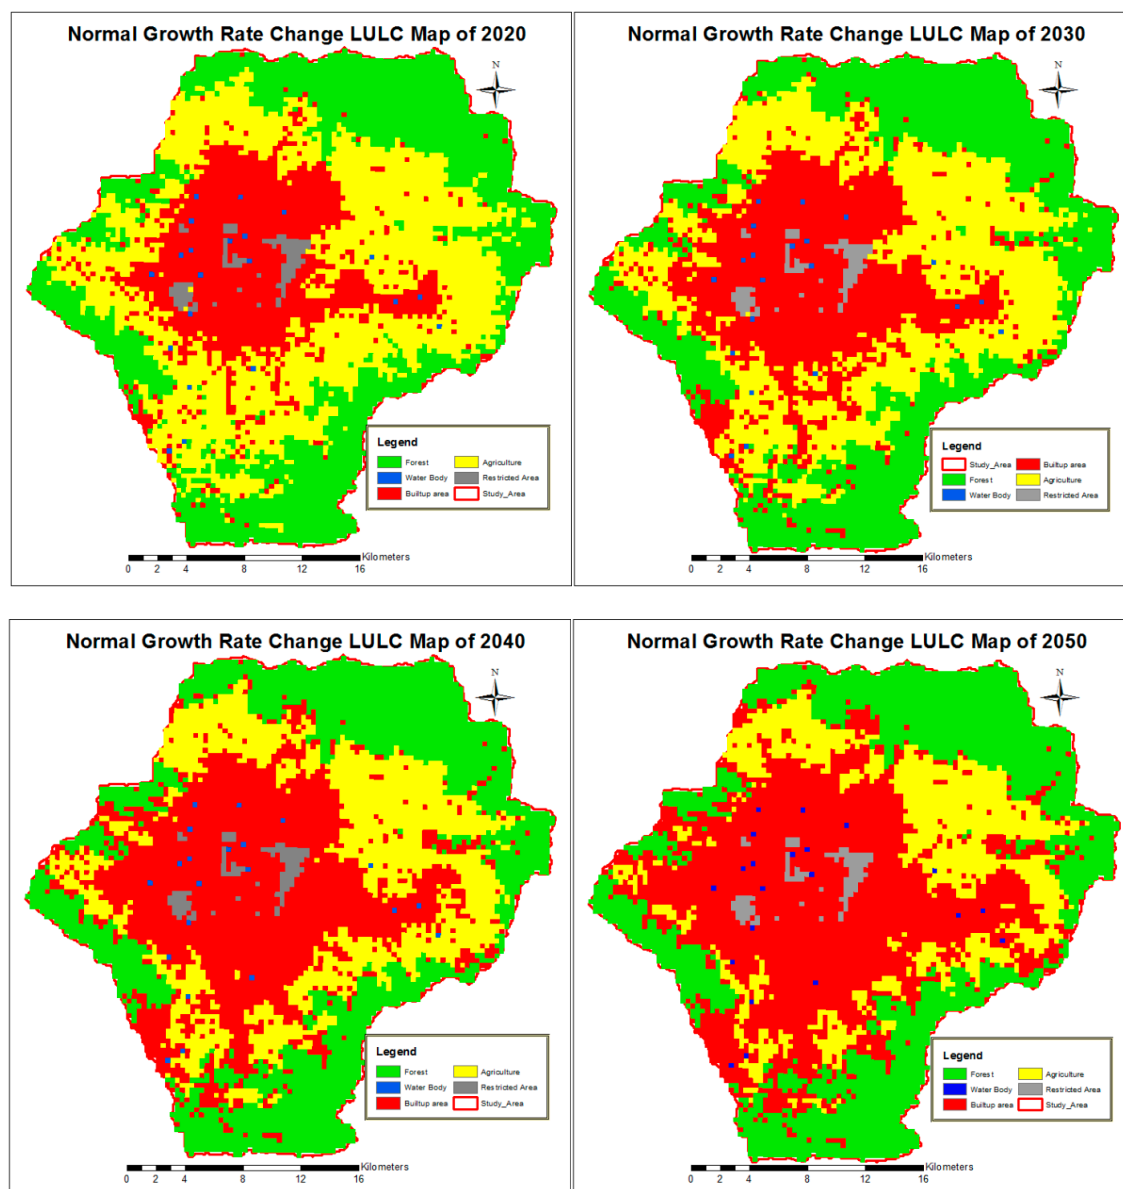 Normal Growth Rate Change LULC Map of 2020
N
Legend
Forest Agriculture
Water Body Restricted Area
Builtup area Study_Area
Kilometers
0 2 4 8 12 16
Normal Growth Rate Change LULC Map of 2030
N
Legend
Study_Area Builtup area
Forest Agriculture
Water Body Restricted Area
Kilometers
0 2 4 8 12 16
Normal Growth Rate Change LULC Map of 2040
N
Legend
Forest Agriculture
Water Body Restricted Area
Builtup area Study_Area
Kilometers
0 2 4 8 12 16
Normal Growth Rate Change LULC Map of 2050
N
Legend
Forest Agriculture
Water Body Restricted Area
Builtup area Study_Area
Kilometers
0 2 4 8 12 16